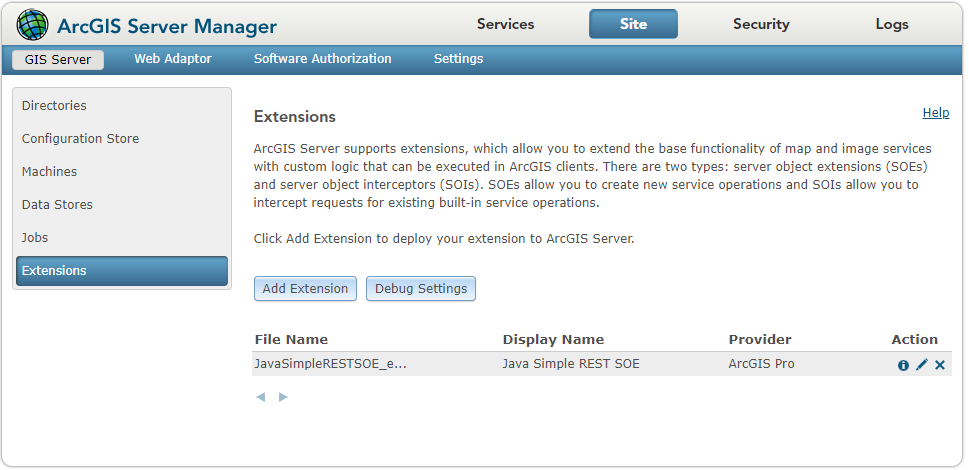 ArcGIS Server Manager
Services Site Security Logs
GIS Server Web Adaptor Software Authorization Settings
Directories
Configuration Store
Machines
Data Stores
Jobs
Extensions
Extensions
Help
ArcGIS Server supports extensions, which allow you to extend the base functionality of map and image services
with custom logic that can be executed in ArcGIS clients. There are two types: server object extensions (SOEs)
and server object interceptors (SOIs). SOEs allow you to create new service operations and SOIs allow you to
intercept requests for existing built-in service operations.
Click Add Extension to deploy your extension to ArcGIS Server.
Add Extension Debug Settings
File Name Display Name Provider Action
JavaSimpleRESTSOE_e... Java Simple REST SOE ArcGIS Pro